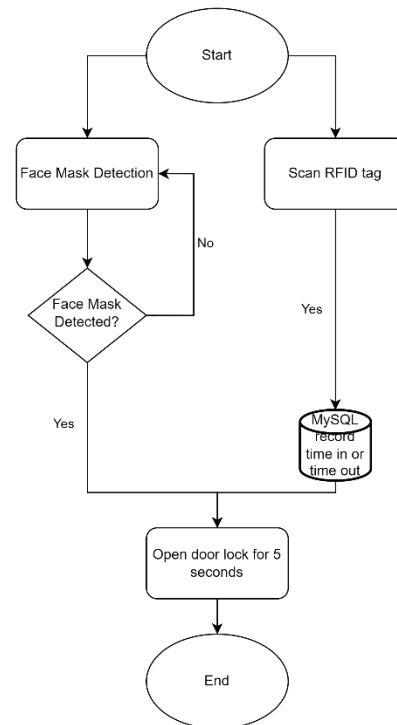 Start
Face Mask Detection
Scan RFID tag
No
Face Mask
Detected?
Yes
Yes
MySQL
record
time in or
time out
Open door lock for 5
seconds
End